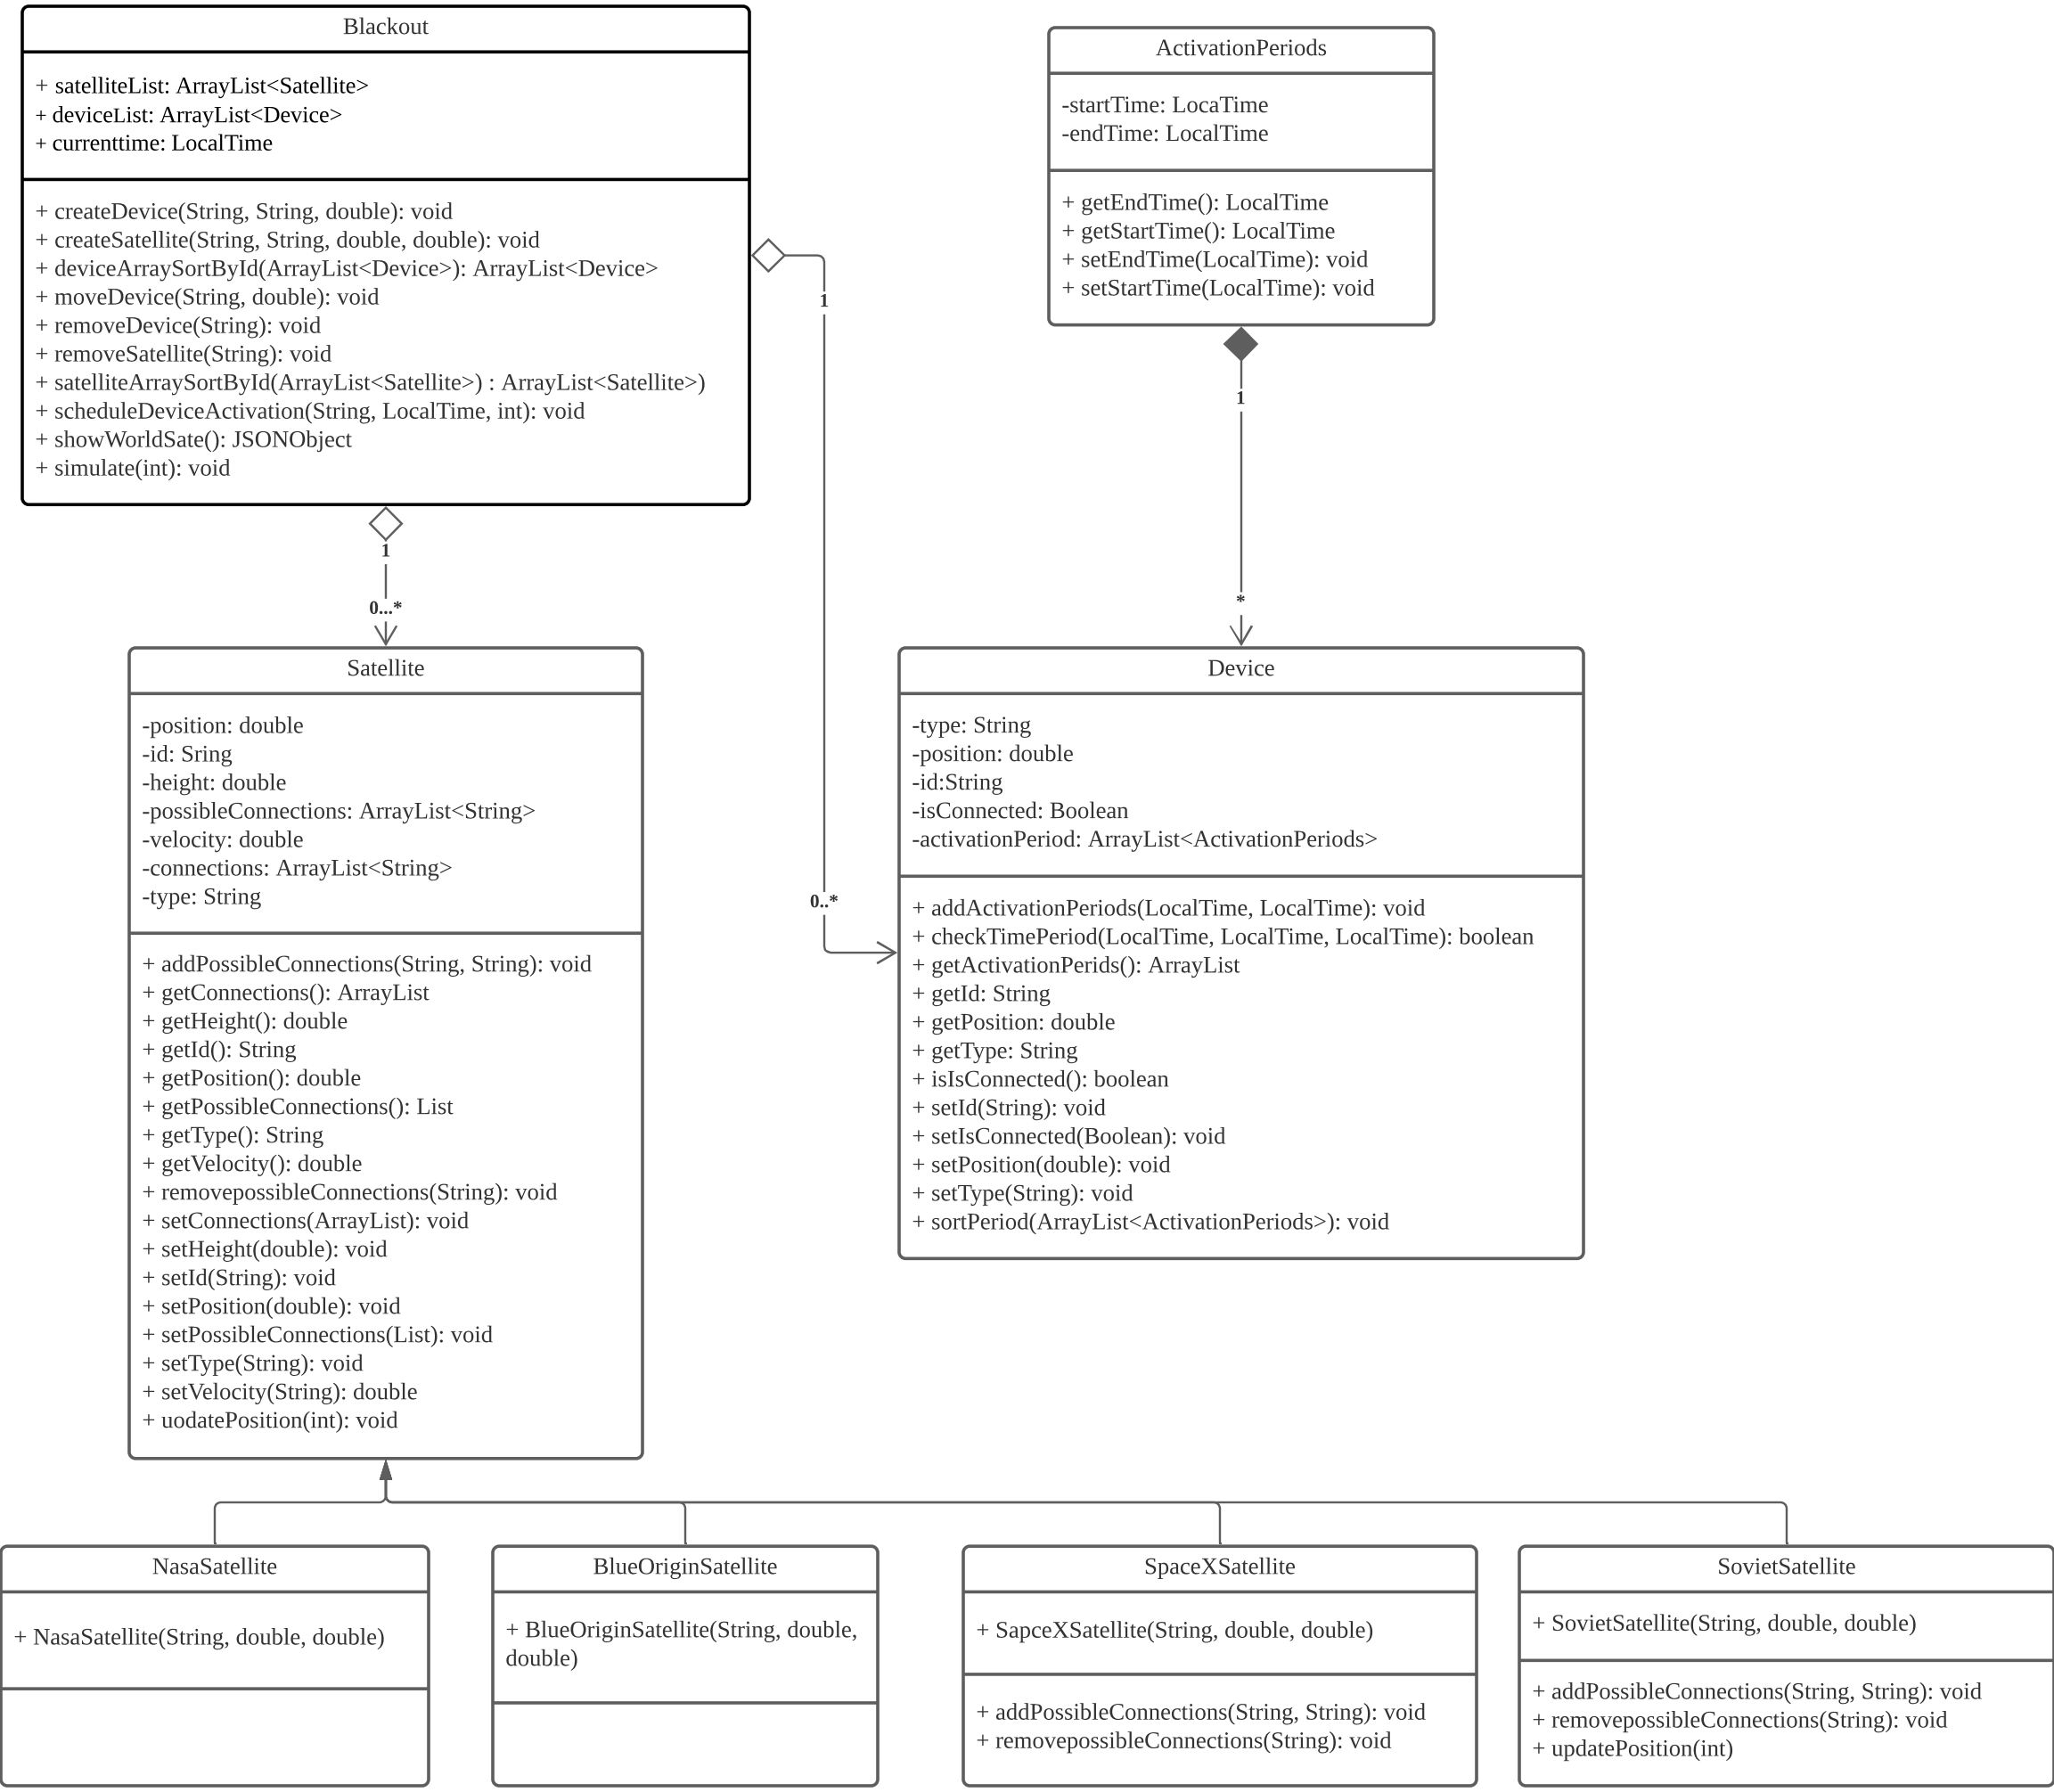 Blackout
+ satelliteList: ArrayList<Satellite>
+ deviceList: ArrayList<Device>
+ currenttime: LocalTime
+ createDevice(String, String, double): void
+ createSatellite(String, String, double, double): void
+ deviceArraySortById(ArrayList<Device>): ArrayList<Device>
+ moveDevice(String, double): void
+ removeDevice(String): void
+ removeSatellite(String): void
+ satelliteArraySortById(ArrayList<Satellite>) : ArrayList<Satellite>)
+ scheduleDeviceActivation(String, LocalTime, int): void
+ showWorldSate(): JSONObject
+ simulate(int): void
ActivationPeriods
-startTime: LocaTime
-endTime: LocalTime
+ getEndTime(): LocalTime
+ getStartTime(): LocalTime
+ setEndTime(LocalTime): void
+ setStartTime(LocalTime): void
1
0..*
1
*
1
0...*
Satellite
-position: double
-id: Sring
-height: double
-possibleConnections: ArrayList<String>
-velocity: double
-connections: ArrayList<String>
-type: String
+ addPossibleConnections(String, String): void
+ getConnections(): ArrayList
+ getHeight(): double
+ getId(): String
+ getPosition(): double
+ getPossibleConnections(): List
+ getType(): String
+ getVelocity(): double
+ removepossibleConnections(String): void
+ setConnections(ArrayList): void
+ setHeight(double): void
+ setId(String): void
+ setPosition(double): void
+ setPossibleConnections(List): void
+ setType(String): void
+ setVelocity(String): double
+ uodatePosition(int): void
Device
-type: String
-position: double
-id:String
-isConnected: Boolean
-activationPeriod: ArrayList<ActivationPeriods>
+ addActivationPeriods(LocalTime, LocalTime): void
+ checkTimePeriod(LocalTime, LocalTime, LocalTime): boolean
+ getActivationPerids(): ArrayList
+ getId: String
+ getPosition: double
+ getType: String
+ isIsConnected(): boolean
+ setId(String): void
+ setIsConnected(Boolean): void
+ setPosition(double): void
+ setType(String): void
+ sortPeriod(ArrayList<ActivationPeriods>): void
NasaSatellite
+ NasaSatellite(String, double, double)
BlueOriginSatellite
+ BlueOriginSatellite(String, double,
double)
SpaceXSatellite
+ SapceXSatellite(String, double, double)
+ addPossibleConnections(String, String): void
+ removepossibleConnections(String): void
SovietSatellite
+ SovietSatellite(String, double, double)
+ addPossibleConnections(String, String): void
+ removepossibleConnections(String): void
+ updatePosition(int)